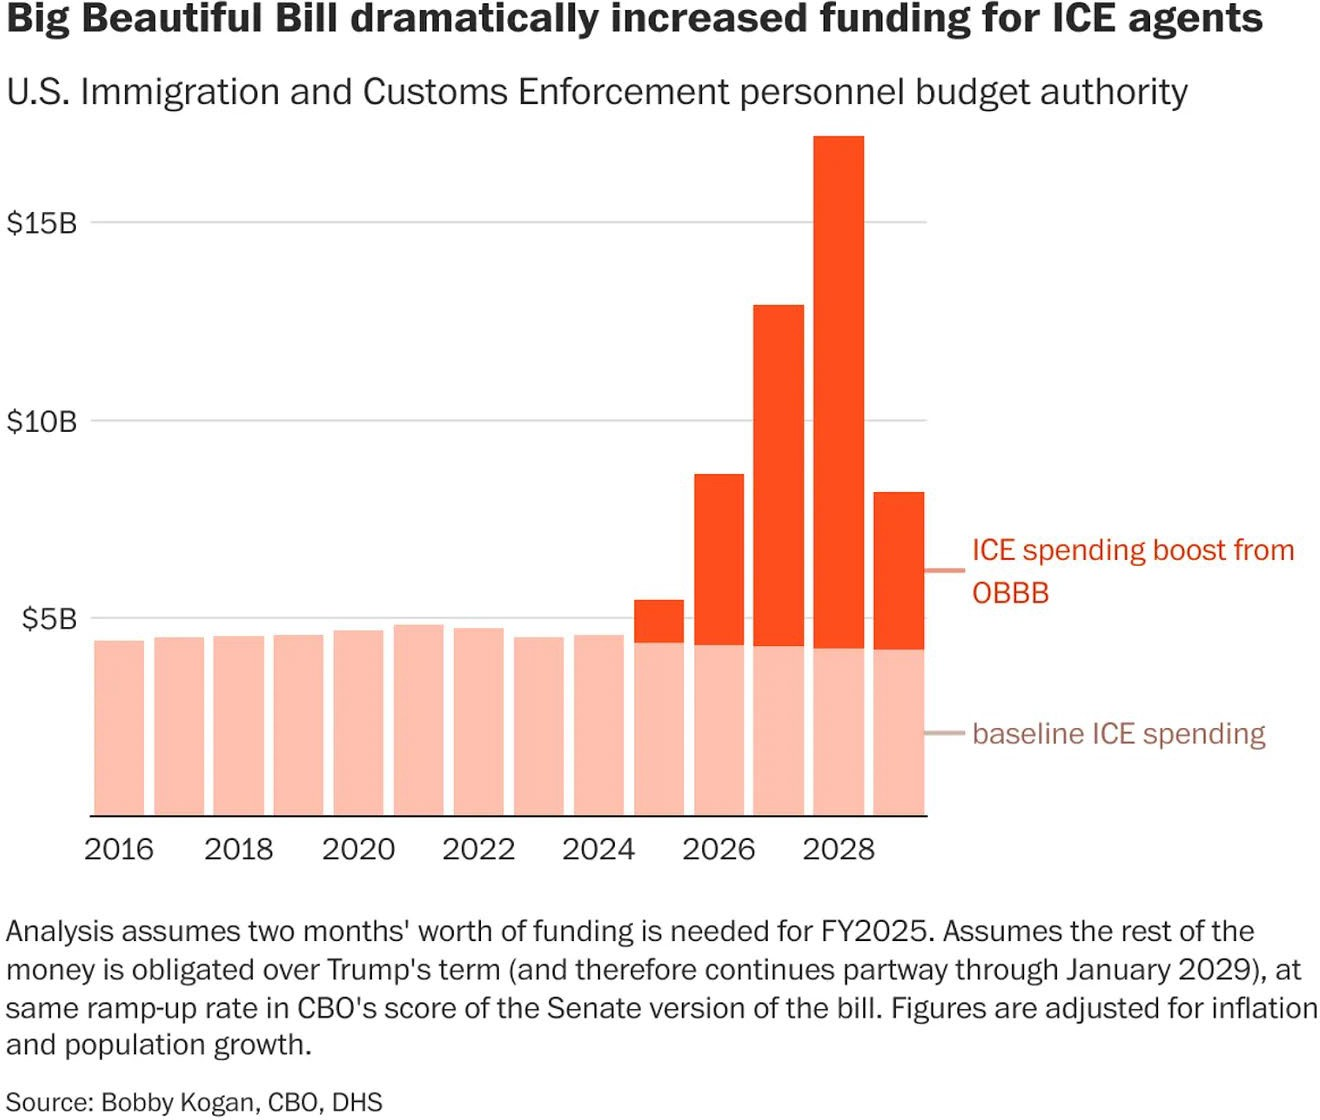 Big Beautiful Bill dramatically increased funding for ICE agents
U.S. Immigration and Customs Enforcement personnel budget authority
$15B
$10B
$5B
ICE spending boost from
OBBB
baseline ICE spending
2016 2018 2020 2022 2024 2026 2028
Analysis assumes two months' worth of funding is needed for FY2025. Assumes the rest of the
money is obligated over Trump's term (and therefore continues partway through January 2029), at
same ramp-up rate in CBO's score of the Senate version of the bill. Figures are adjusted for inflation
and population growth.
Source: Bobby Kogan, CBO, DHS